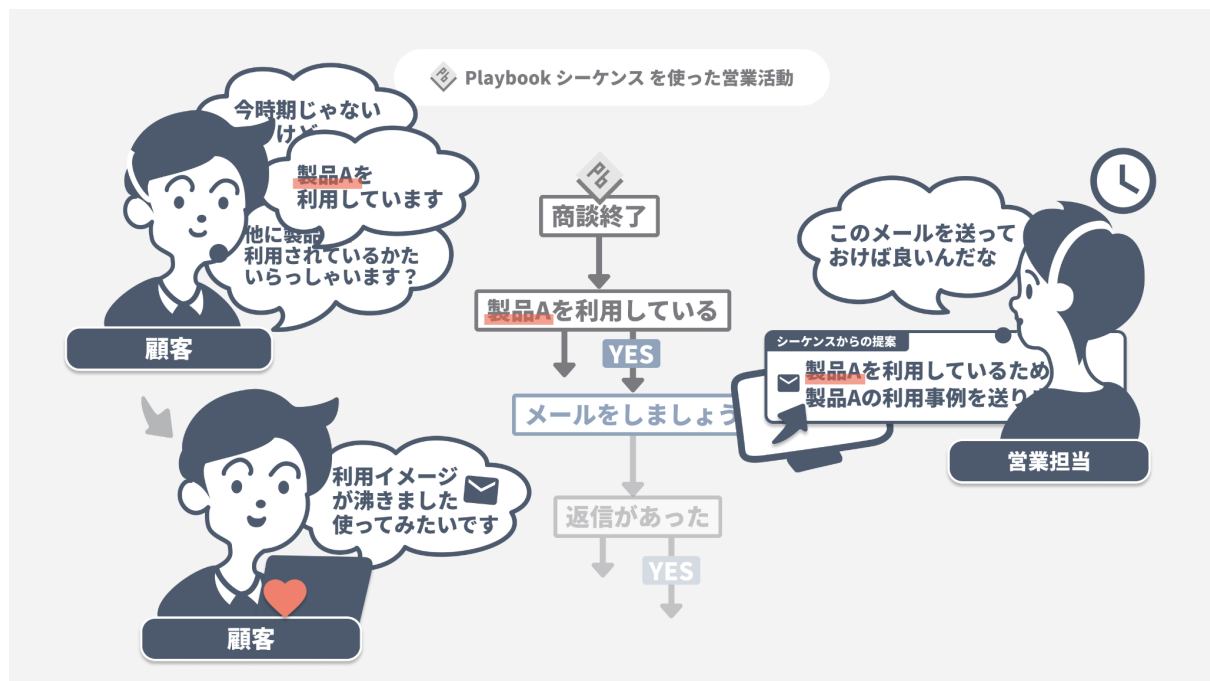 Playbook シーケンス を使った営業活動
今時期じゃない
けど
製品Aを
利用しています
他に製品
利用されているかた
いらっしゃいます？
顧客
商談終了
製品Aを利用している
YES
メールをしましょう
返信があった
YES
このメールを送って
おけば良いんだな
シーケンスからの提案
製品Aを利用しているため
製品Aの利用事例を送り
営業担当
利用イメージ
が沸きました
使ってみたいです
顧客